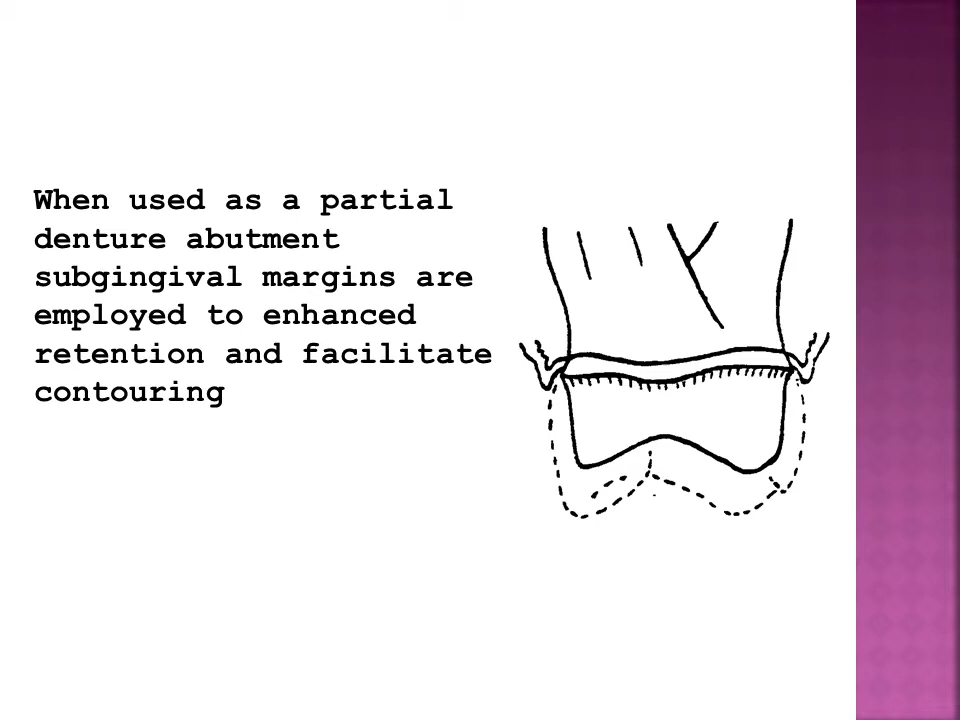 When used as a partial
denture abutment
subgingival margins are
employed to enhanced
retention and facilitate
contouring